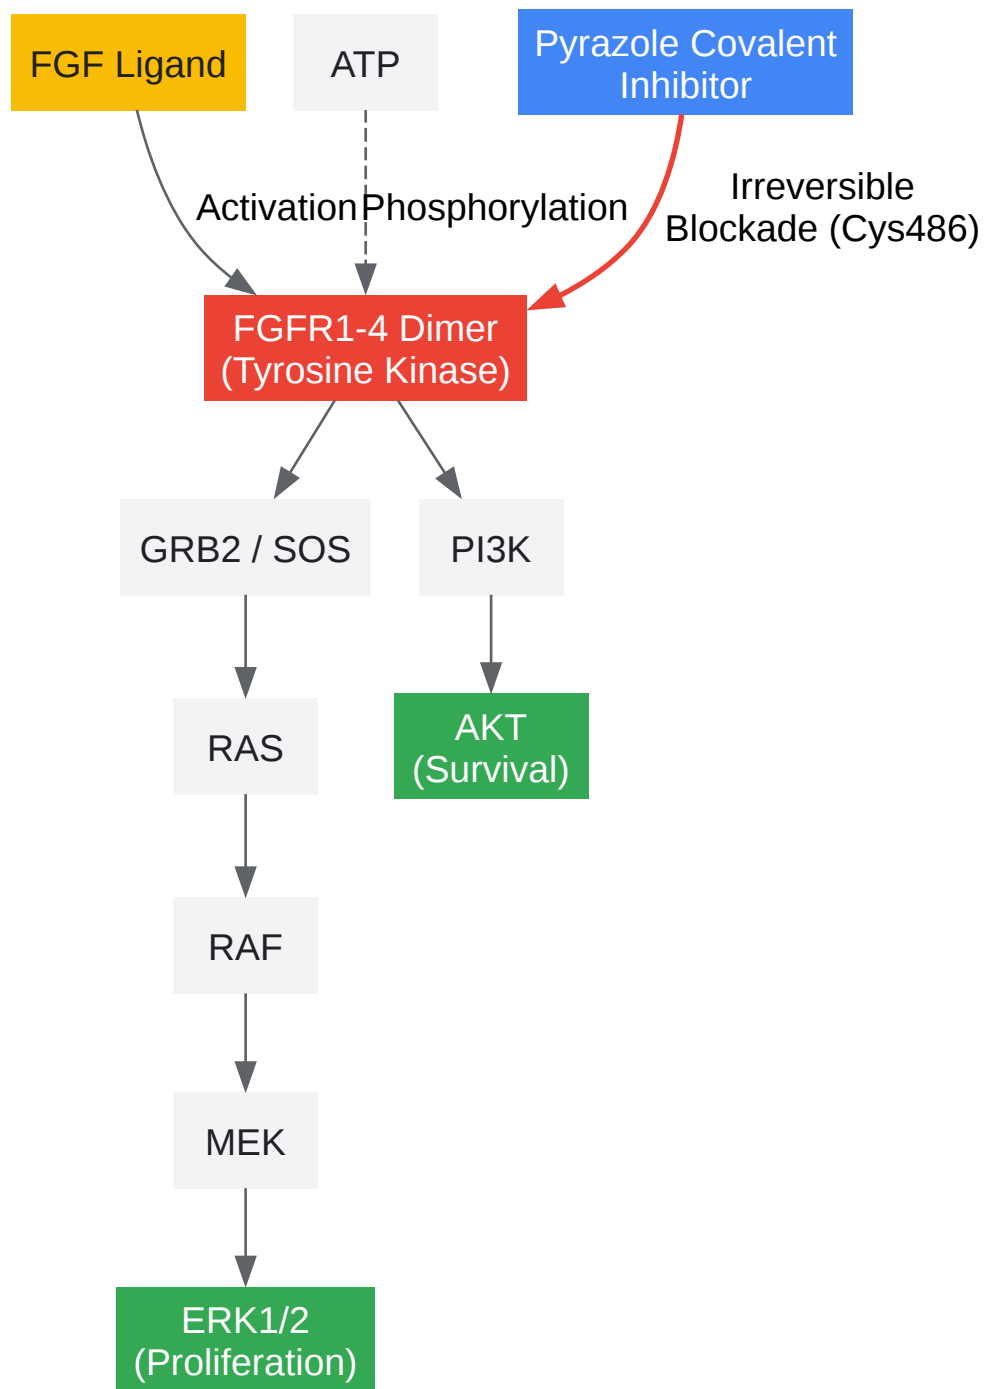 FGF Ligand
ATP
Pyrazole Covalent
Inhibitor
Activation
Phosphorylation
Irreversible
Blockade (Cys486)
FGFR1-4 Dimer
(Tyrosine Kinase)
GRB2 / SOS
PI3K
RAS
AKT
(Survival)
RAF
MEK
ERK1/2
(Proliferation)